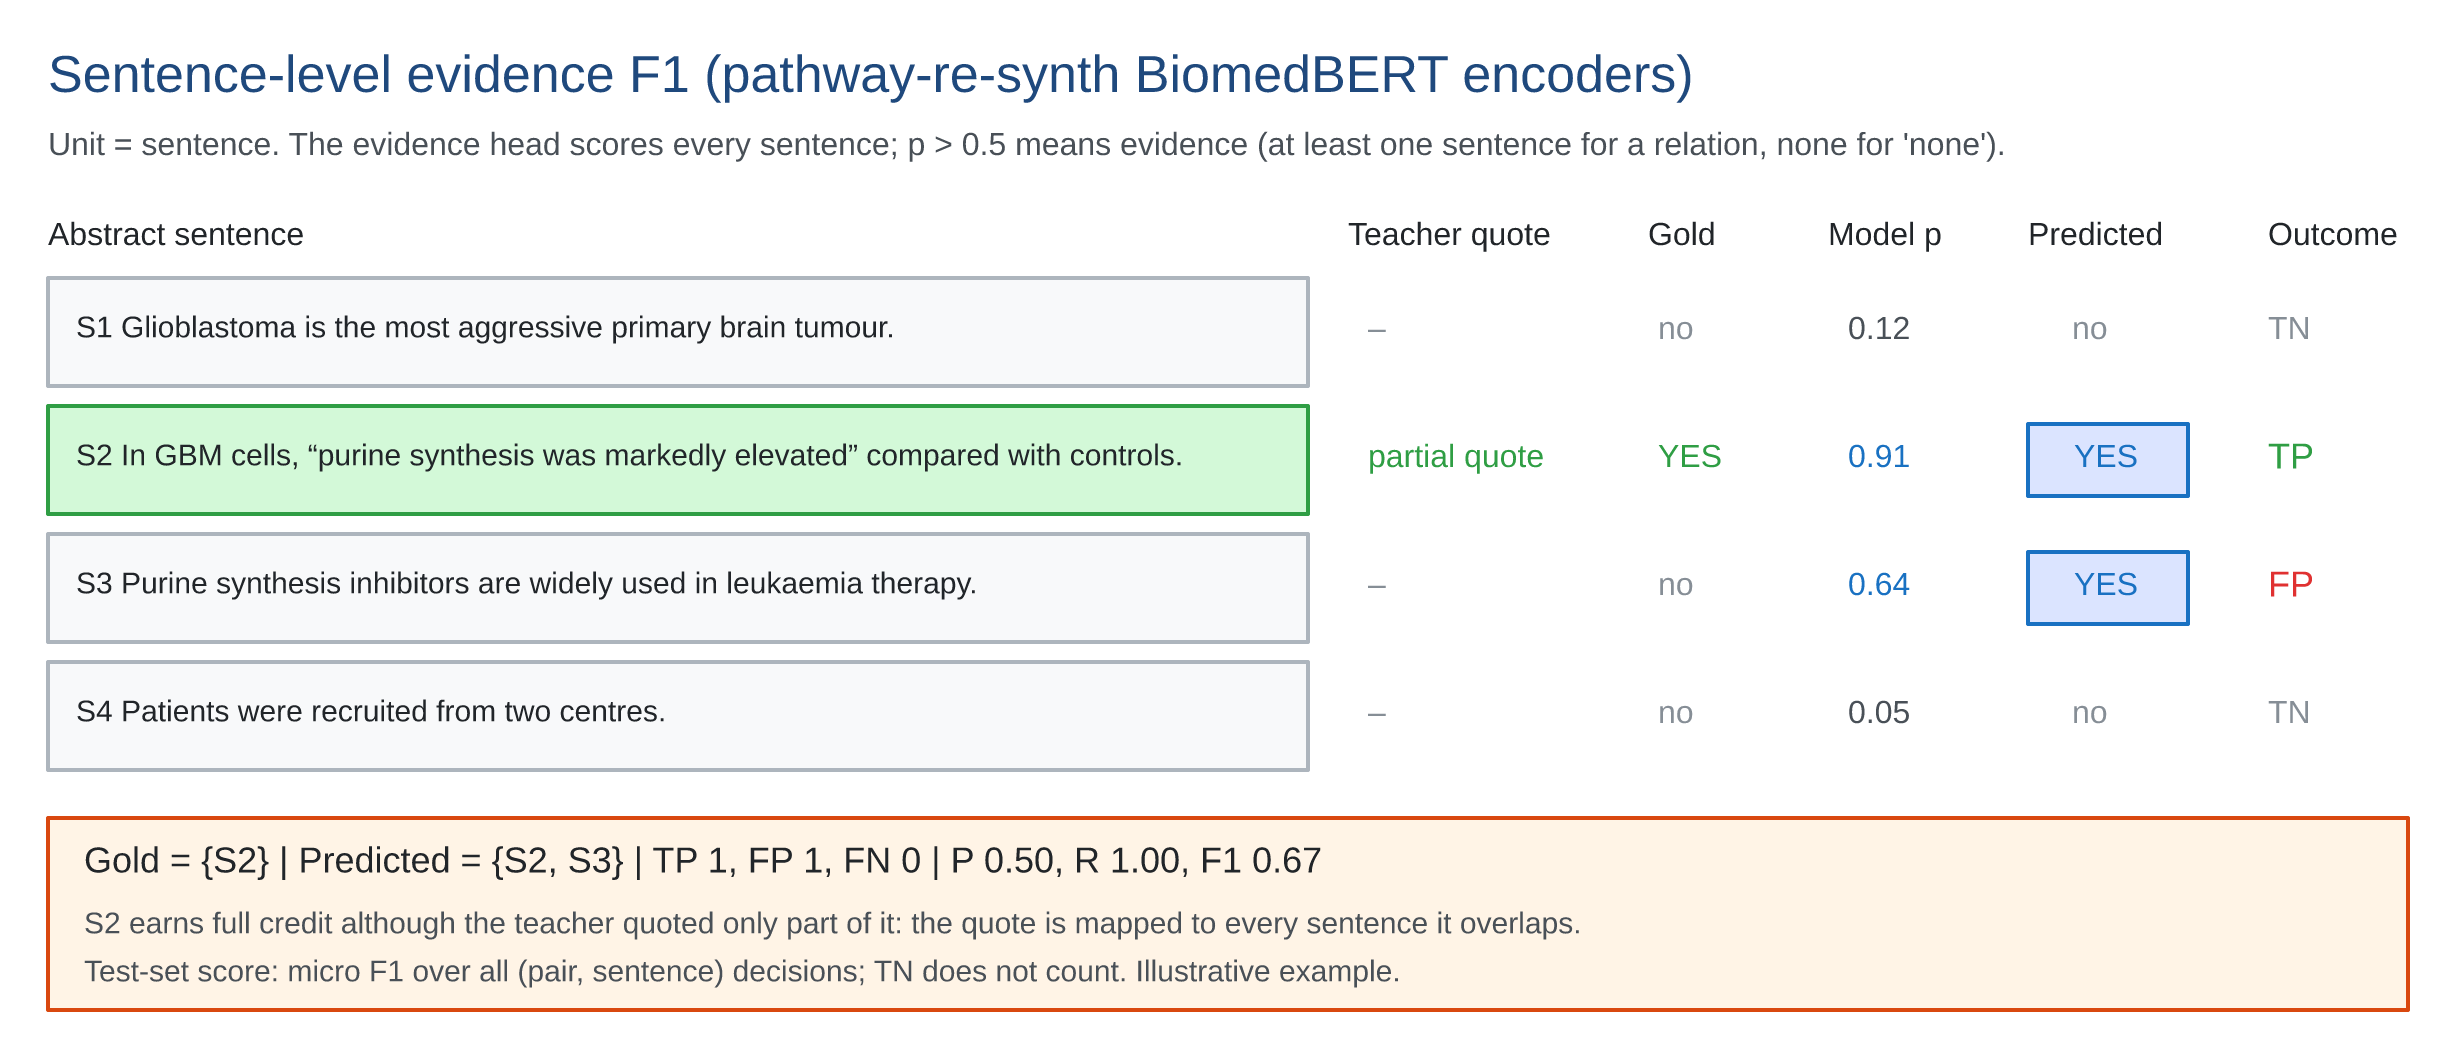 Sentence-level evidence F1 (pathway-re-synth BiomedBERT encoders)
Unit = sentence. The evidence head scores every sentence; p > 0.5 means evidence (at least one sentence for a relation, none for 'none').
Abstract sentence Teacher quote Gold Model p Predicted Outcome
S1 Glioblastoma is the most aggressive primary brain tumour. – no 0.12 no TN
S2 In GBM cells, “purine synthesis was markedly elevated” compared with controls. partial quote YES 0.91 YES TP
S3 Purine synthesis inhibitors are widely used in leukaemia therapy. – no 0.64 YES FP
S4 Patients were recruited from two centres. – no 0.05 no TN
Gold = {S2} | Predicted = {S2, S3} | TP 1, FP 1, FN 0 | P 0.50, R 1.00, F1 0.67
S2 earns full credit although the teacher quoted only part of it: the quote is mapped to every sentence it overlaps.
Test-set score: micro F1 over all (pair, sentence) decisions; TN does not count. Illustrative example.